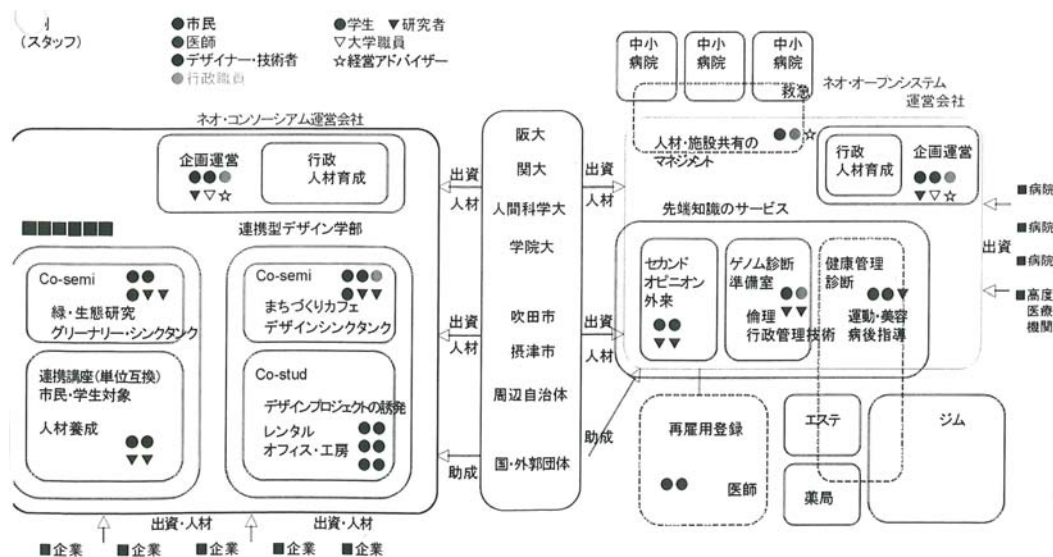 (スタッフ)
●市民
●医師
●デザイナー・技術者
●行政職員
●学生 ▼研究者
▽大学職員
☆経営アドバイザー
ネオ・コンソーシアム運営会社
企画運営
行政
人材育成
連携型デザイン学部
Co-semi
緑・生態研究
グリーナリー・シンクタンク
連携講座(単位互換)
市民・学生対象
人材養成
Co-semi
まちづくりカフェ
デザインシンクタンク
Co-stud
デザインプロジェクトの誘発
レンタル
オフィス・工房
出資・人材
出資・人材
■企業
■企業
■企業
■企業
■企業
出資
人材
出資
人材
助成
阪大
関大
人間科学大
学院大
吹田市
摂津市
周辺自治体
国・外郭団体
出資
人材
出資
人材
助成
中小
病院
中小
病院
中小
病院
救急
ネオ・オープンシステム
運営会社
人材・施設共有の
マネジメント
行政
人材育成
企画運営
先端知識のサービス
セカンド
オピニオン
外来
ゲノム診断
準備室
倫理
行政管理技術
健康管理
診断
運動・美容
病後指導
出資
■病院
■病院
■病院
■高度
医療
機関
再雇用登録
医師
エステ
薬局
ジム